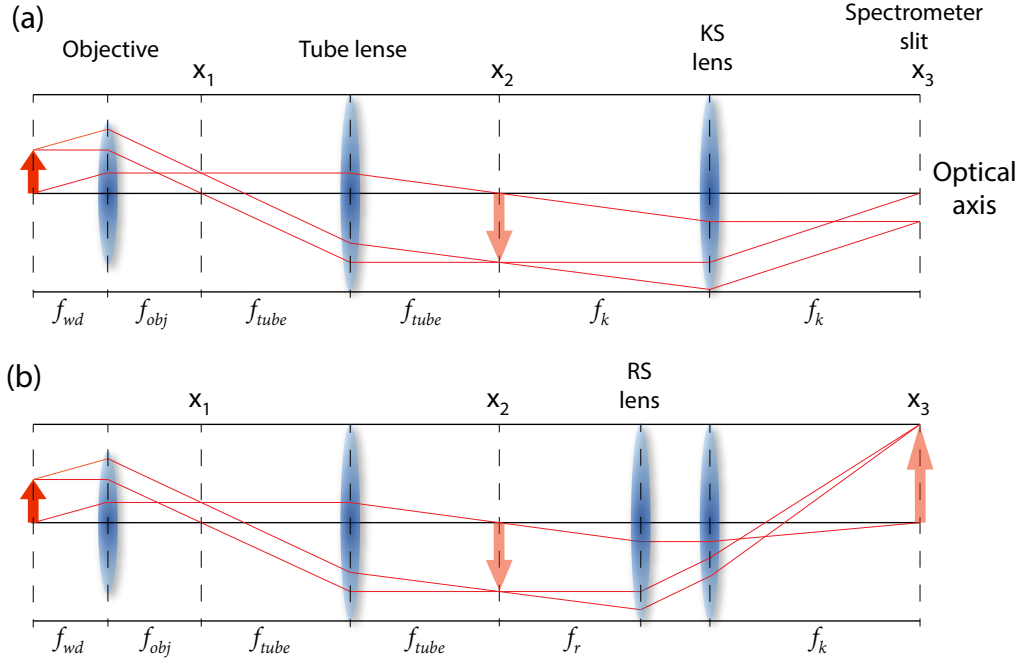 (a)
Objective
Tube lense
KS
lens
Spectrometer
slit
x1
x2
x3
Optical
axis
fwd
fobj
ftube
ftube
fk
fk
(b)
RS
lens
x1
x2
x3
fwd
fobj
ftube
ftube
fr
fk